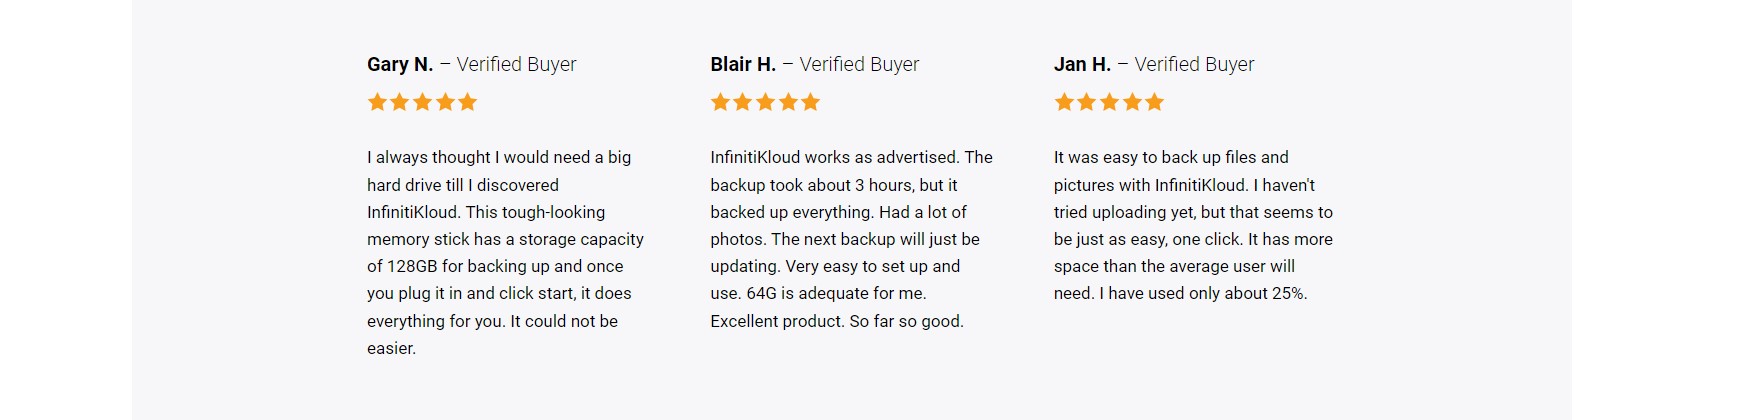 Gary N. – Verified Buyer
I always thought I would need a big
hard drive till I discovered
InfinitiKloud. This tough-looking
memory stick has a storage capacity
of 128GB for backing up and once
you plug it in and click start, it does
everything for you. It could not be
easier.
Blair H. – Verified Buyer
InfinitiKloud works as advertised. The
backup took about 3 hours, but it
backed up everything. Had a lot of
photos. The next backup will just be
updating. Very easy to set up and
use. 64G is adequate for me.
Excellent product. So far so good.
Jan H. – Verified Buyer
It was easy to back up files and
pictures with InfinitiKloud. I haven't
tried uploading yet, but that seems to
be just as easy, one click. It has more
space than the average user will
need. I have used only about 25%.